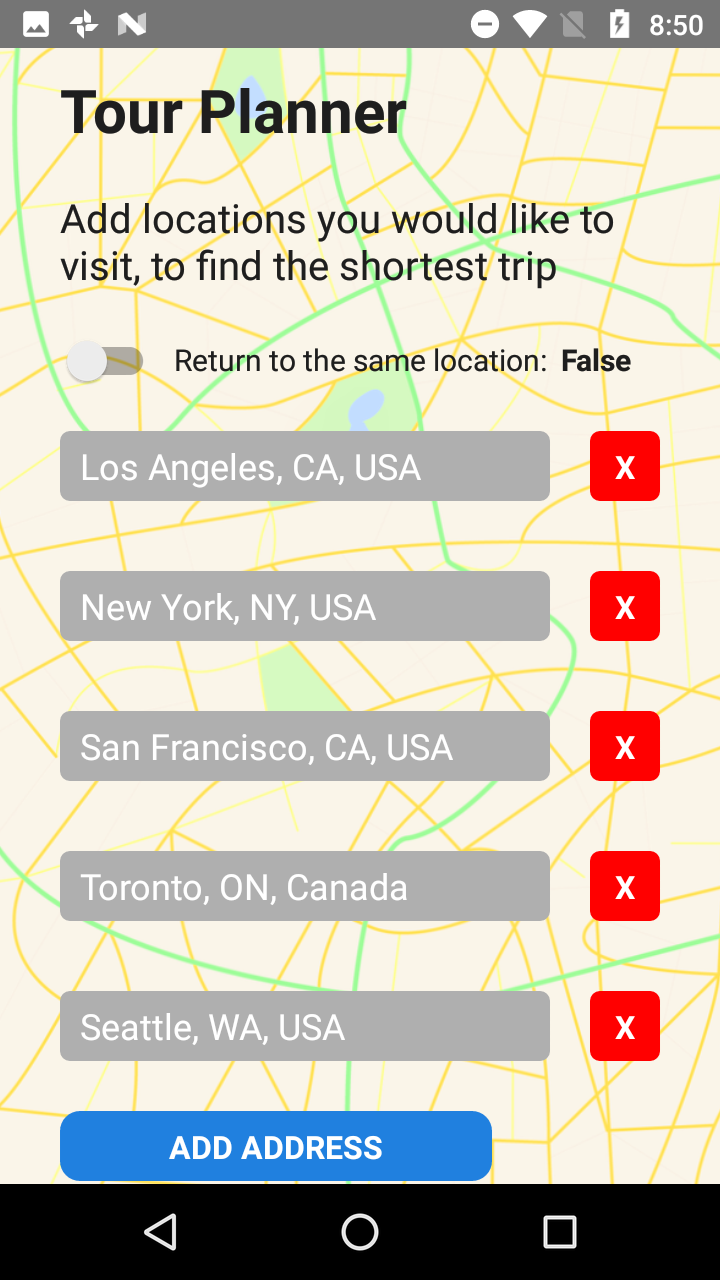 8:50
Tour Planner
Add locations you would like to
visit, to find the shortest trip
Return to the same location: False
Los Angeles, CA, USA
X
New York, NY, USA
X
San Francisco, CA, USA
X
Toronto, ON, Canada
X
Seattle, WA, USA
X
ADD ADDRESS